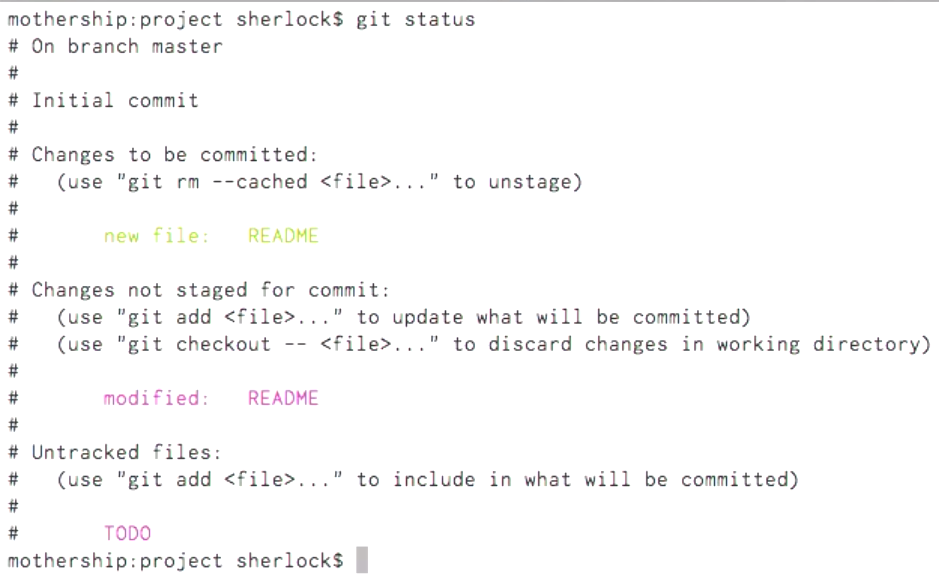 mothership:project sherlock$ git status
# On branch master
#
# Initial commit
#
# Changes to be committed:
#   (use "git rm --cached <file>..." to unstage)
#
#       new file:   README
#
# Changes not staged for commit:
#   (use "git add <file>..." to update what will be committed)
#   (use "git checkout -- <file>..." to discard changes in working directory)
#
#       modified:   README
#
# Untracked files:
#   (use "git add <file>..." to include in what will be committed)
#
#       TODO
mothership:project sherlock$